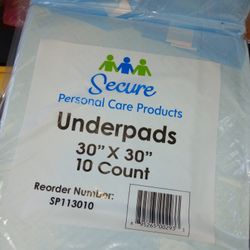 Secure
Personal Care Products
Underpads
30" X 30"
10 Count
Reorder Number:
SP113010